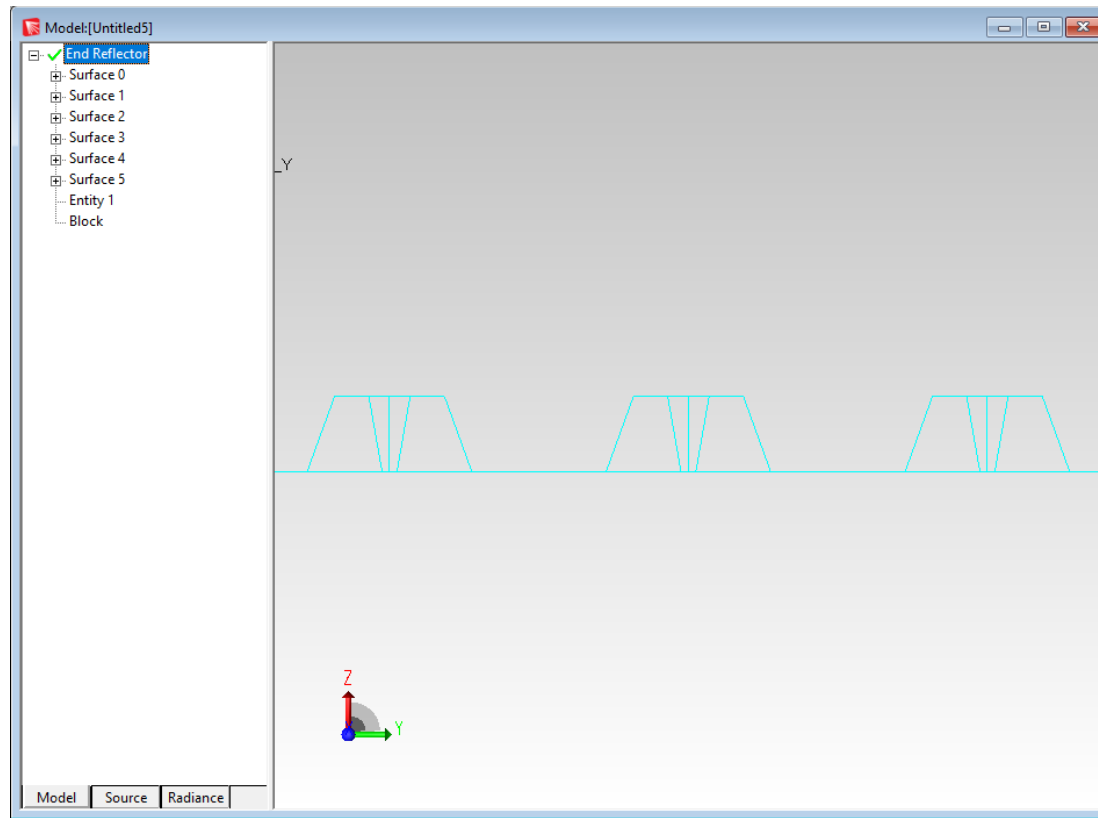 Model:[Untitled5]
End Reflector
Surface 0
Surface 1
Surface 2
Surface 3
Surface 4
Surface 5
Entity 1
Block
_Y
Z
Y
Model Source Radiance